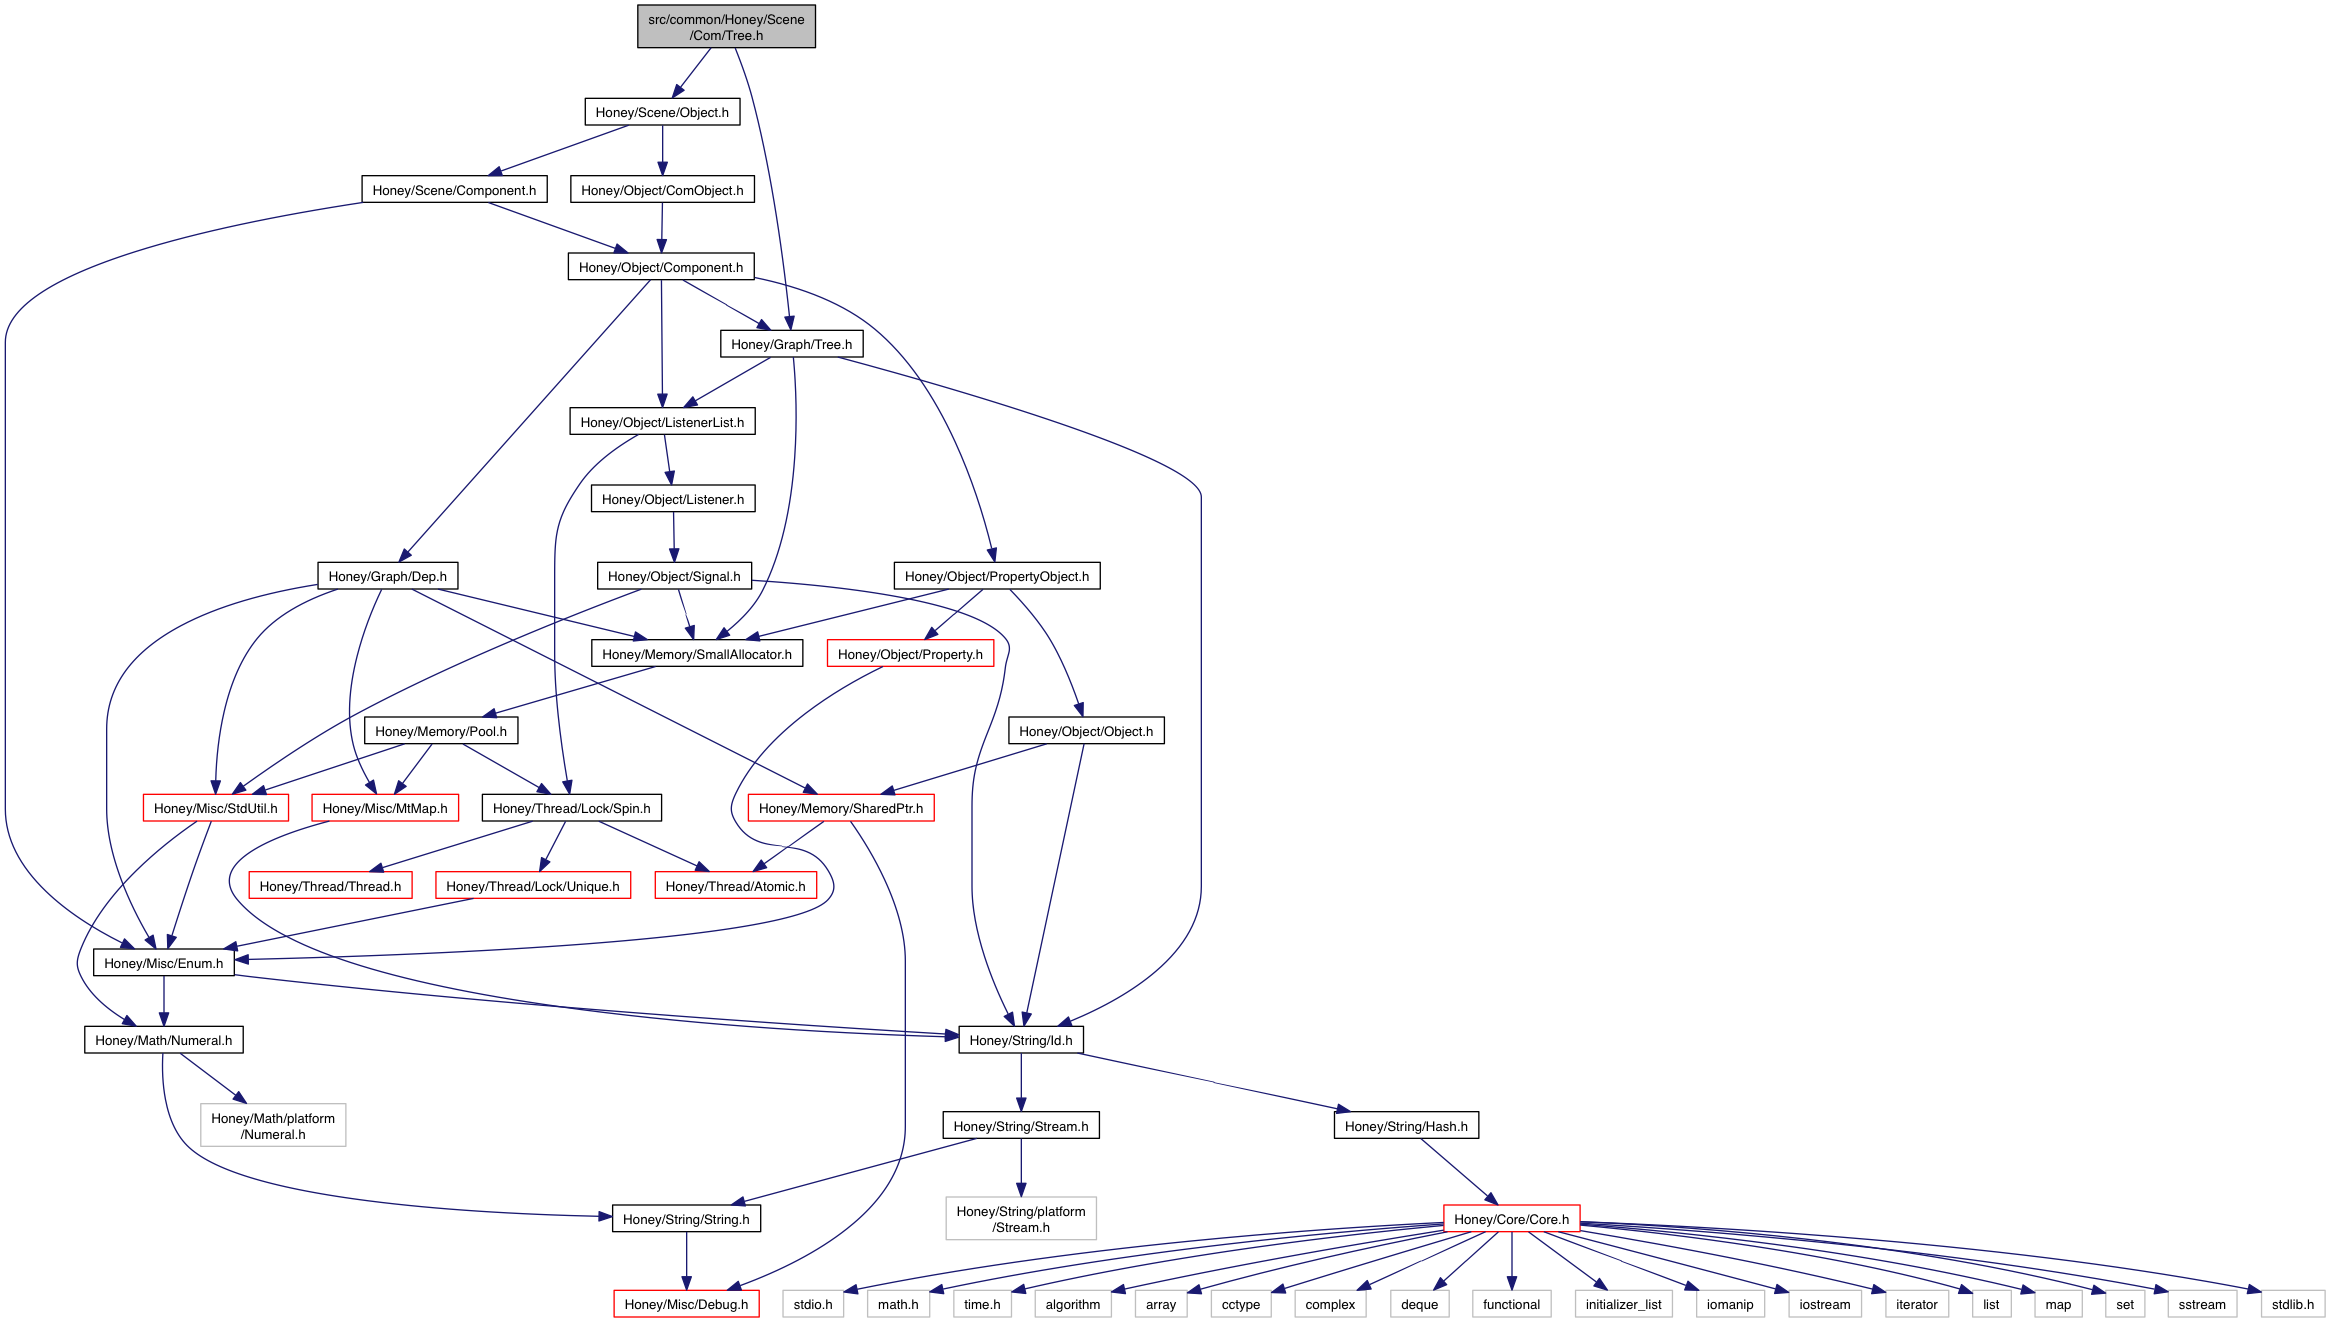 src/common/Honey/Scene
/Com/Tree.h
Honey/Scene/Object.h
Honey/Scene/Component.h
Honey/Object/ComObject.h
Honey/Object/Component.h
Honey/Graph/Tree.h
Honey/Object/ListenerList.h
Honey/Object/Listener.h
Honey/Graph/Dep.h
Honey/Object/Signal.h
Honey/Object/PropertyObject.h
Honey/Memory/SmallAllocator.h
Honey/Object/Property.h
Honey/Memory/Pool.h
Honey/Object/Object.h
Honey/Misc/StdUtil.h
Honey/Misc/MtMap.h
Honey/Thread/Lock/Spin.h
Honey/Memory/SharedPtr.h
Honey/Thread/Thread.h
Honey/Thread/Lock/Unique.h
Honey/Thread/Atomic.h
Honey/Misc/Enum.h
Honey/Math/Numeral.h
Honey/String/Id.h
Honey/Math/platform
/Numeral.h
Honey/String/Stream.h
Honey/String/Hash.h
Honey/String/String.h
Honey/String/platform
/Stream.h
Honey/Core/Core.h
Honey/Misc/Debug.h
stdio.h
math.h
time.h
algorithm
array
cctype
complex
deque
functional
initializer_list
iomanip
iostream
iterator
list
map
set
sstream
stdlib.h